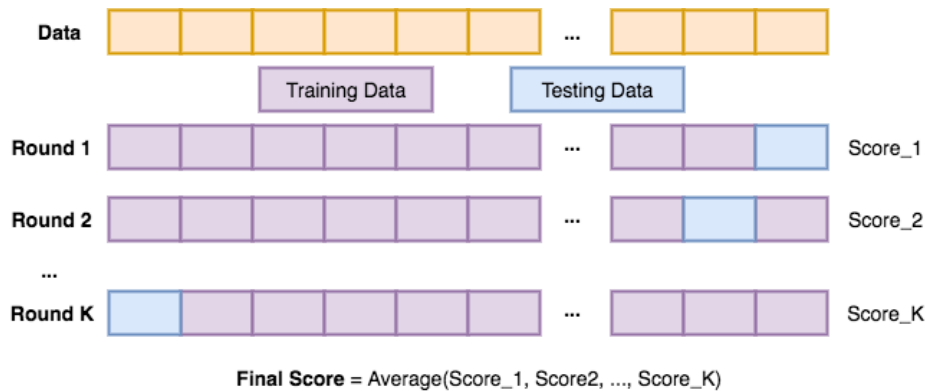 Data ...
Training Data Testing Data
Round 1 ... Score_1
Round 2 ... Score_2
...
Round K ... Score_K
Final Score = Average(Score_1, Score2, ..., Score_K)